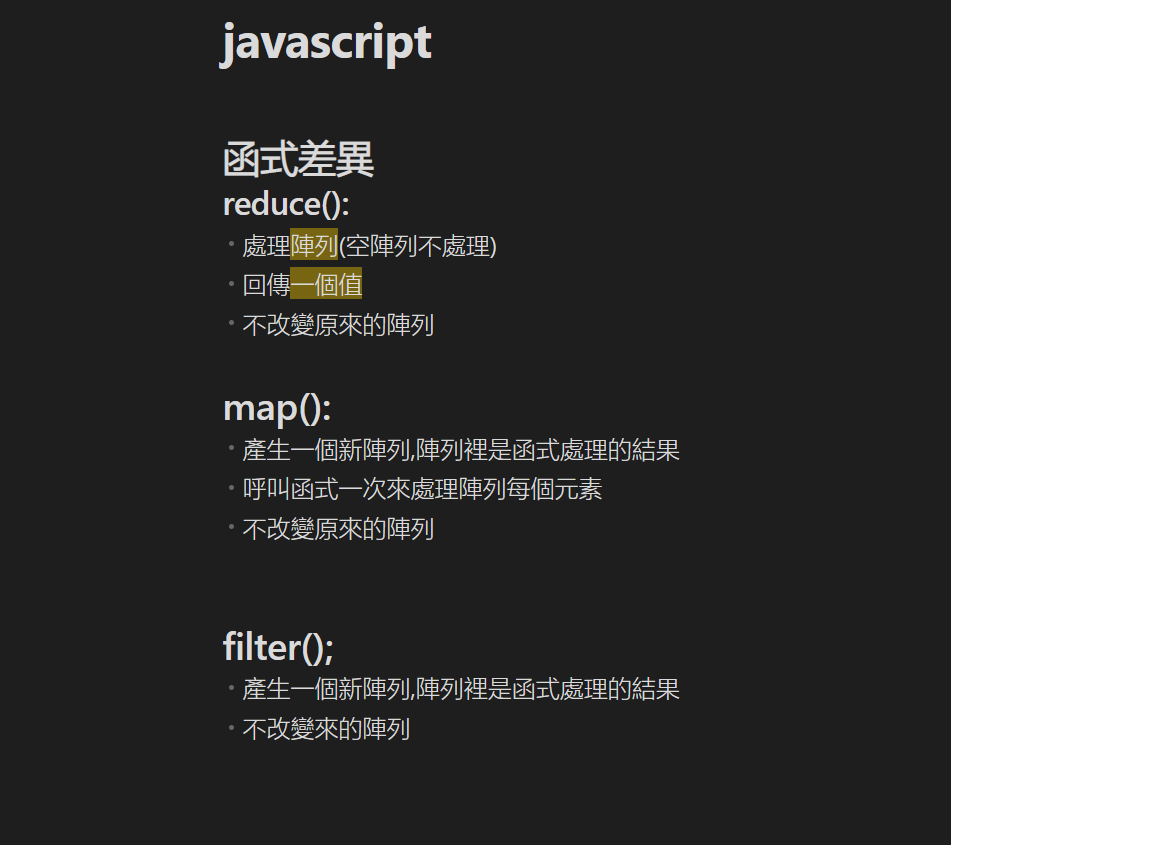 javascript
函式差異
reduce():
• 處理陣列(空陣列不處理)
• 回傳一個值
• 不改變原來的陣列
map():
• 產生一個新陣列,陣列裡是函式處理的結果
• 呼叫函式一次來處理陣列每個元素
• 不改變原來的陣列
filter();
• 產生一個新陣列,陣列裡是函式處理的結果
• 不改變來的陣列